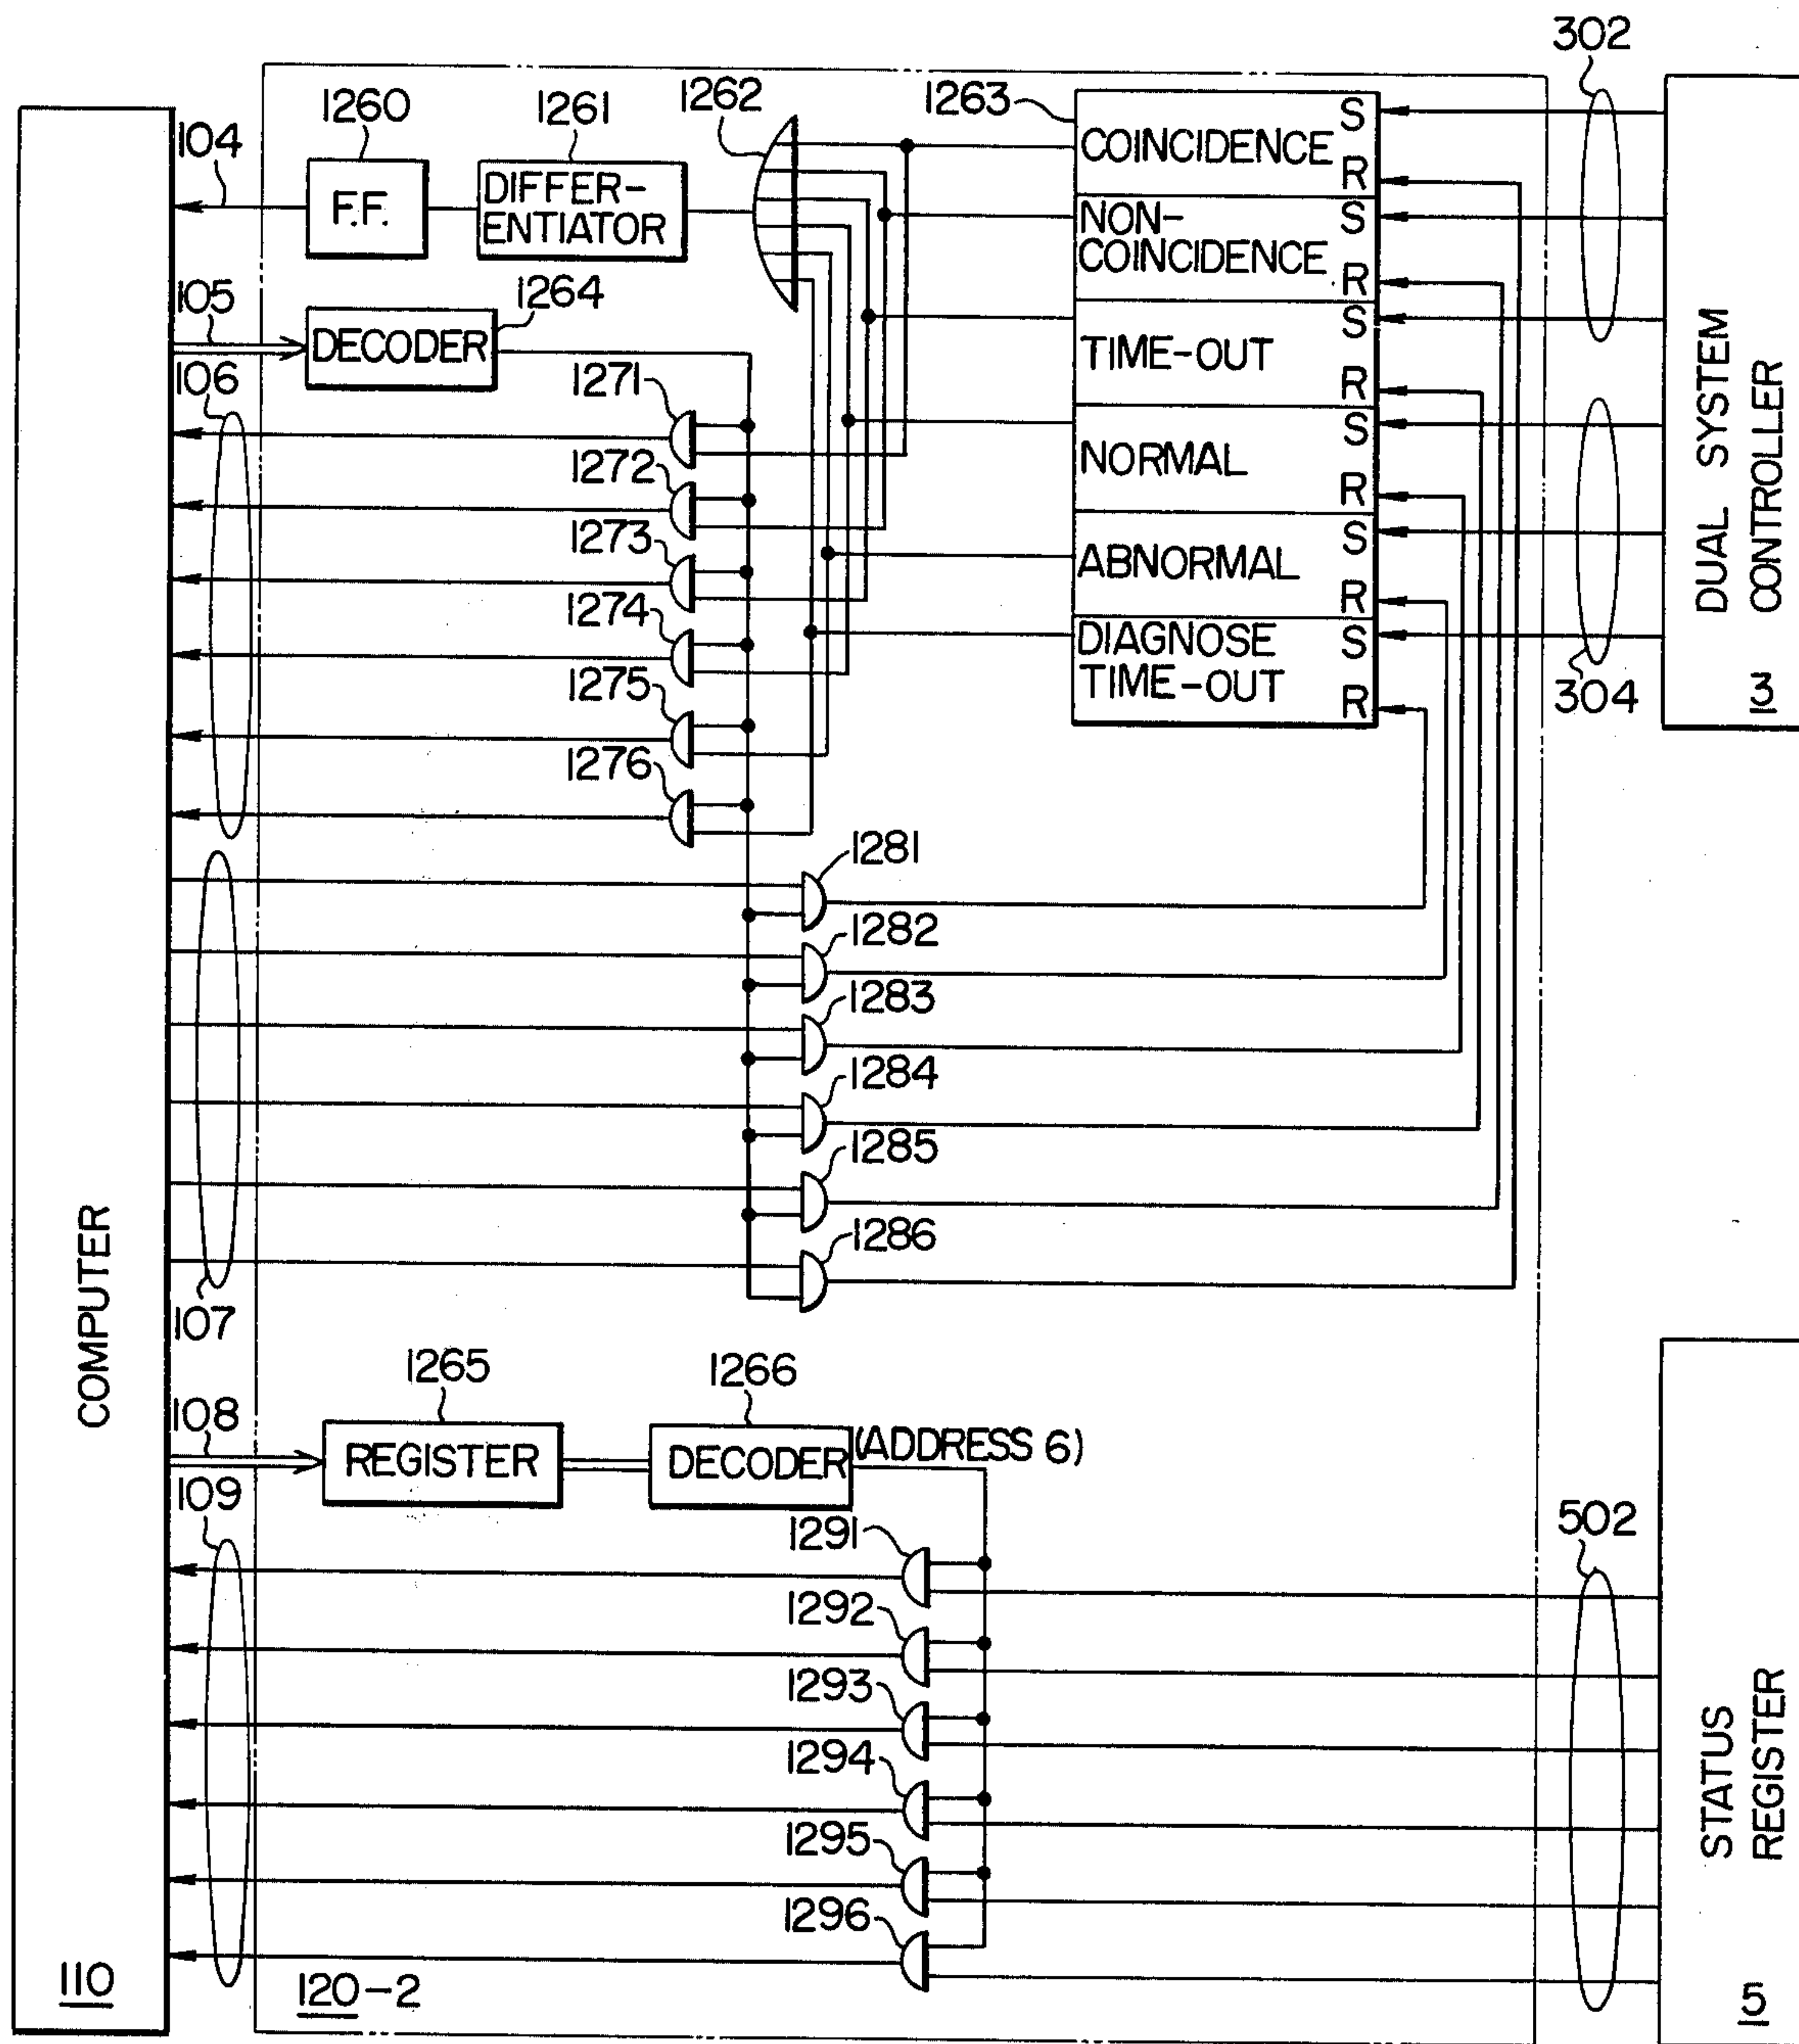 302
1260
1261
1262
1263
104
F.F.
DIFFER-
ENTIATOR
COINCIDENCE
S
R
NON-
COINCIDENCE
S
R
TIME-OUT
S
R
NORMAL
S
R
ABNORMAL
S
R
DIAGNOSE
TIME-OUT
S
R
DUAL SYSTEM
CONTROLLER
13
304
105
DECODER
1264
106
1271
1272
1273
1274
1275
1276
1281
1282
1283
1284
1285
1286
107
COMPUTER
110
108
1265
REGISTER
1266
DECODER
(ADDRESS 6)
109
1291
1292
1293
1294
1295
1296
502
STATUS
REGISTER
15
120-2